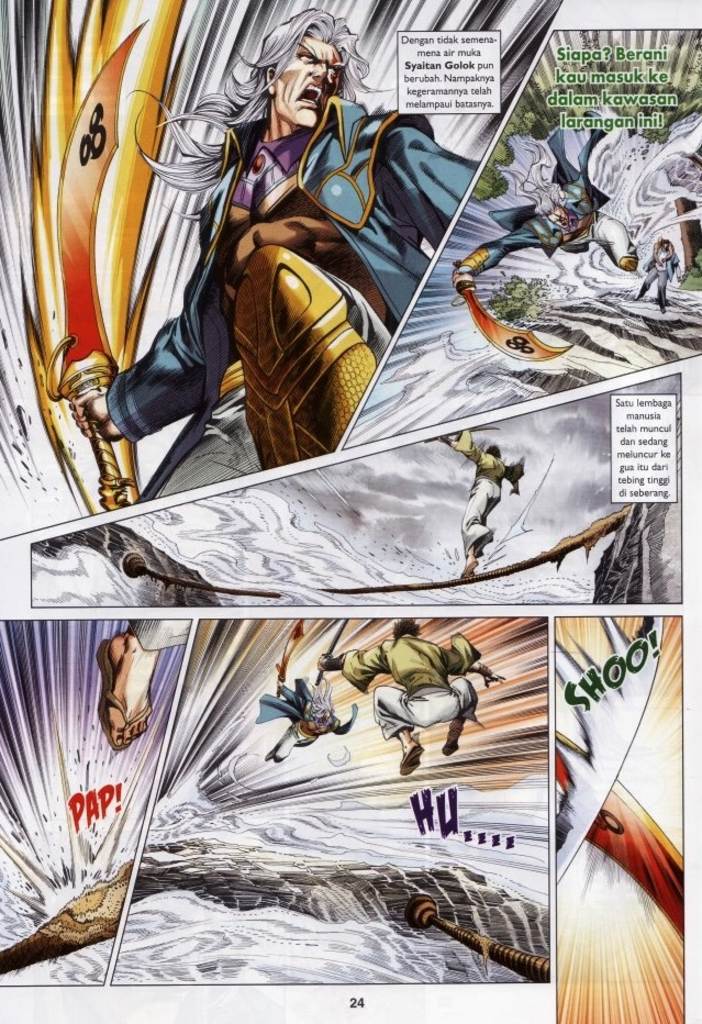 Dengan tidak semena-
mena air muka
Syaitan Golok pun
berubah. Nampaknya
kegeramannya telah
melampaui batasnya.
Siapa? Berani
kau masuk ke
dalam kawasan
larangan ini!
Satu lembaga
manusia
telah muncul
dan sedang
meluncur ke
gua itu dari
tebing tinggi
di seberang.
PAP!
HU....
SHOO!
24